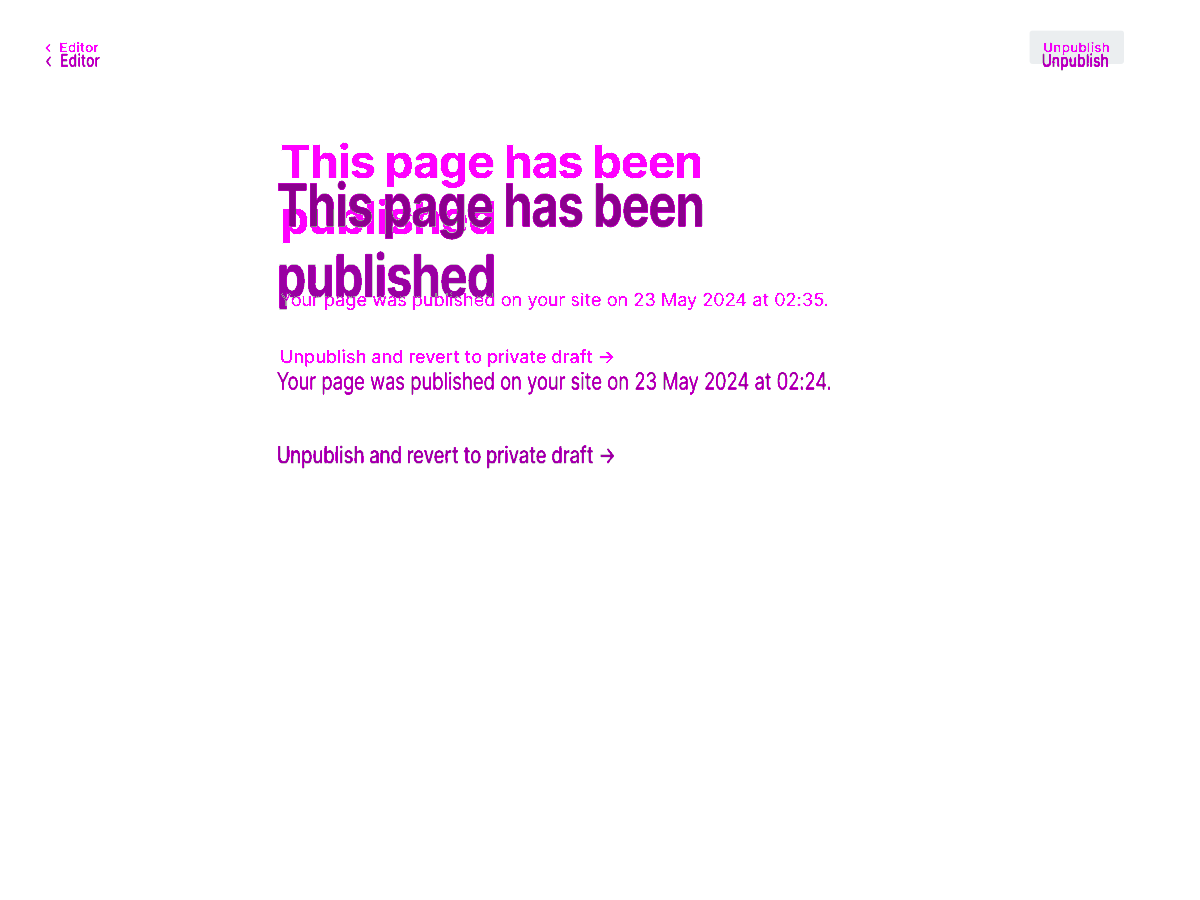 ‹ Editor
Unpublish
‹ Editor
Unpublish
This page has been
published
This page has been
published
Your page was published on your site on 23 May 2024 at 02:35.
Unpublish and revert to private draft →
Your page was published on your site on 23 May 2024 at 02:24.
Unpublish and revert to private draft →